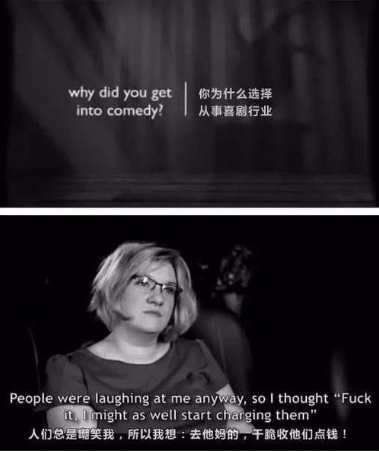 why did you get
into comedy?
你为什么选择
从事喜剧行业
People were laughing at me anyway, so I thought “Fuck
it, I might as well start charging them”
人们总是嘲笑我，所以我想：去他妈的，干脆收他们点钱！